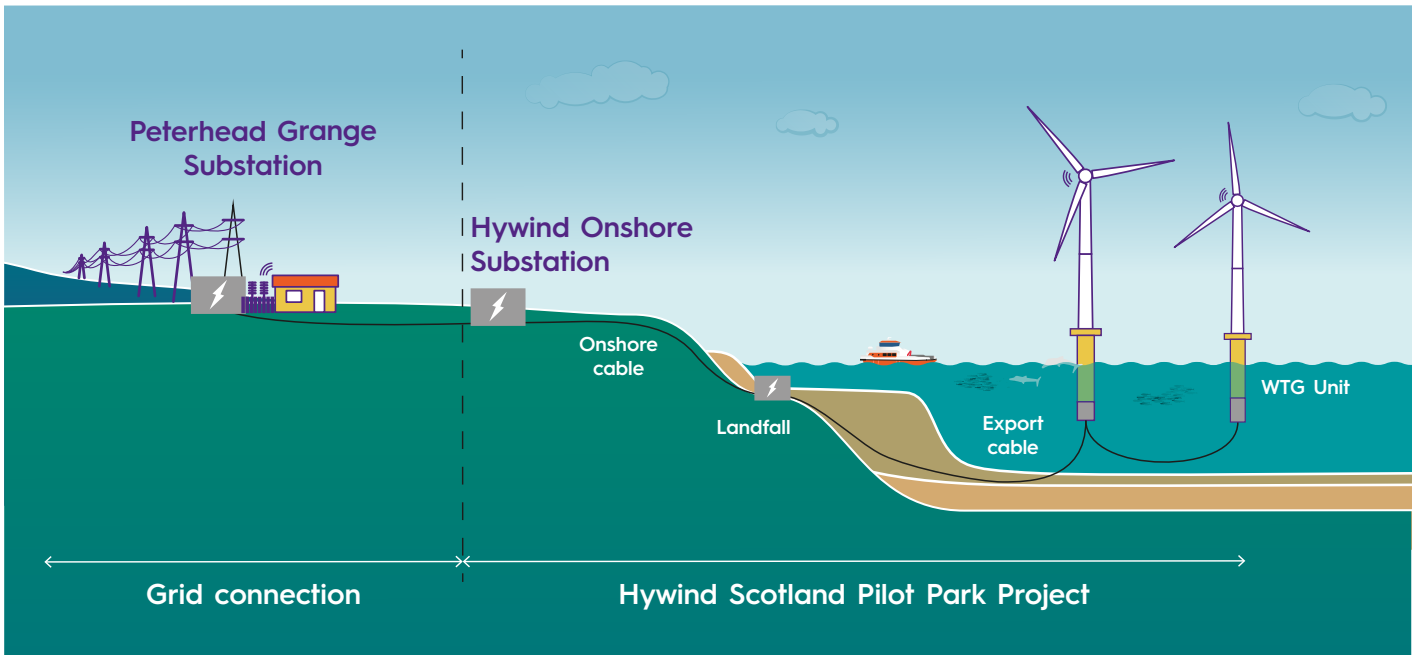 Peterhead Grange
Substation
Hywind Onshore
Substation
Onshore
cable
Landfall
Export
cable
WTG Unit
Grid connection
Hywind Scotland Pilot Park Project